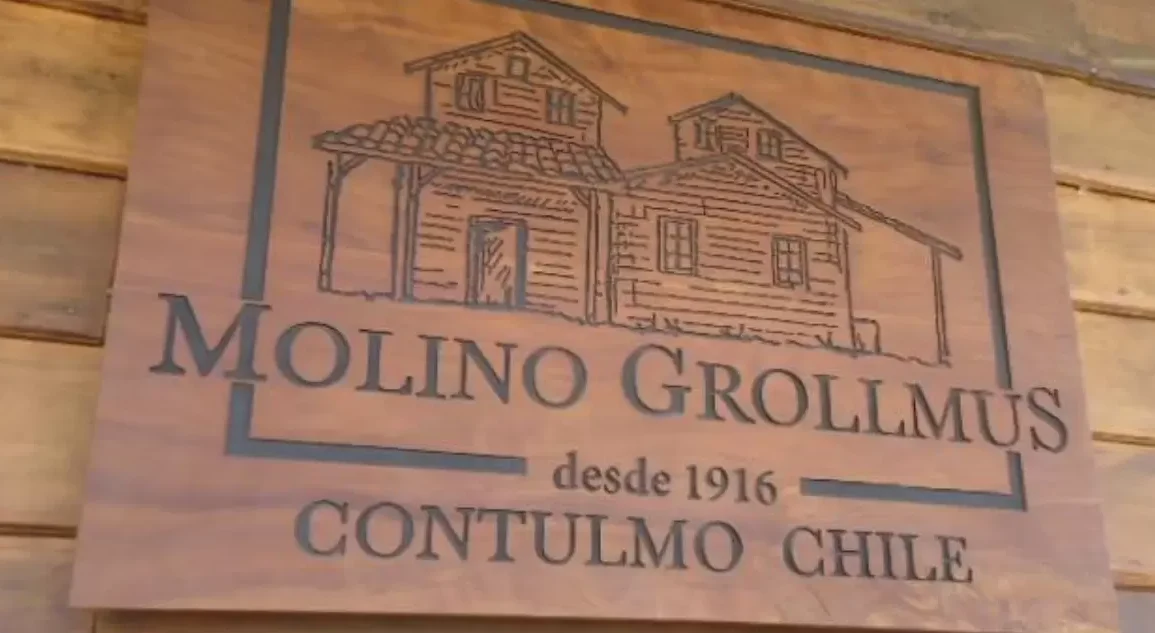 MOLINO GROLLMUS
desde 1916
CONTULMO CHILE